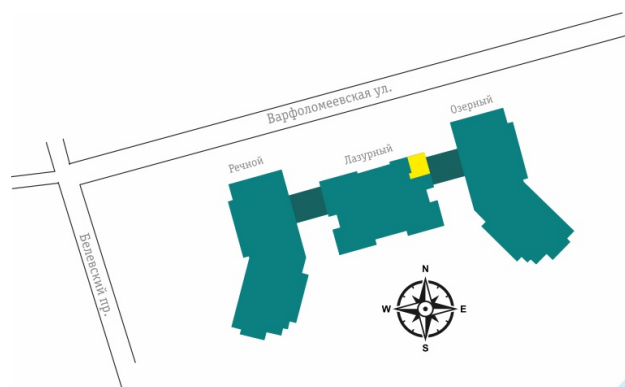 Варфоломеевская ул.
Озерный
Лазурный
Речной
Белевский пр.
N
W
E
S